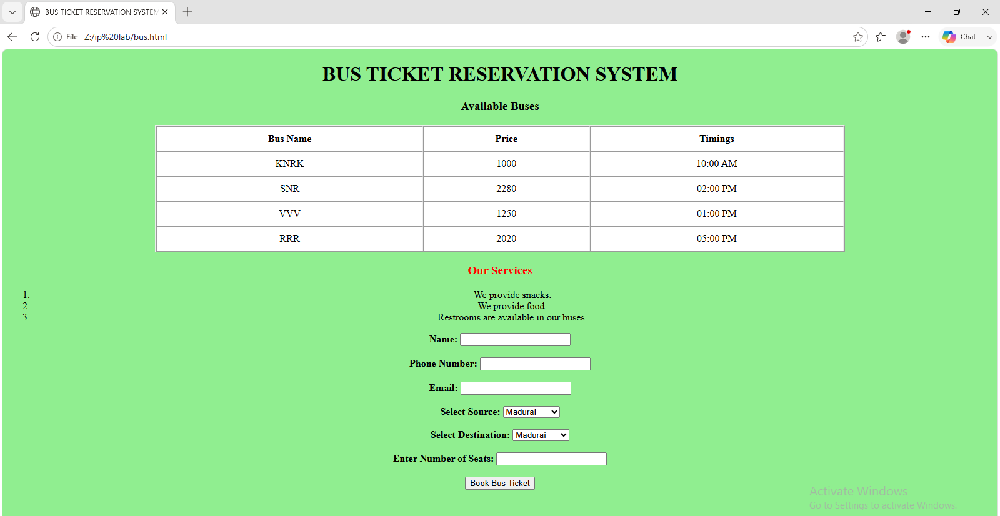 BUS TICKET RESERVATION SYSTEM
File Z:/ip%20lab/bus.html
Chat
BUS TICKET RESERVATION SYSTEM
Available Buses
Bus Name Price Timings
KNRK 1000 10:00 AM
SNR 2280 02:00 PM
VVV 1250 01:00 PM
RRR 2020 05:00 PM
Our Services
1. We provide snacks.
2. We provide food.
3. Restrooms are available in our buses.
Name:
Phone Number:
Email:
Select Source: Madurai
Select Destination: Madurai
Enter Number of Seats:
Book Bus Ticket
Activate Windows
Go to Settings to activate Windows.